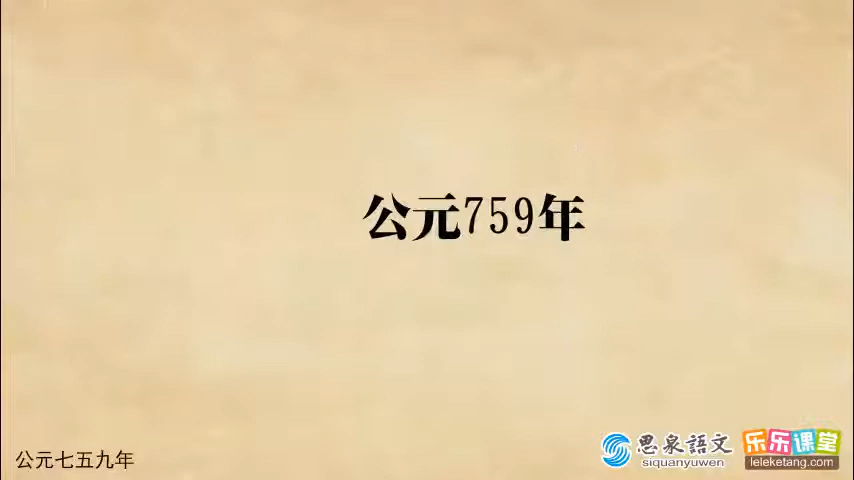 公元759年
公元七五九年
思泉語文
siquanyuwen
乐乐课堂
leleketang.com